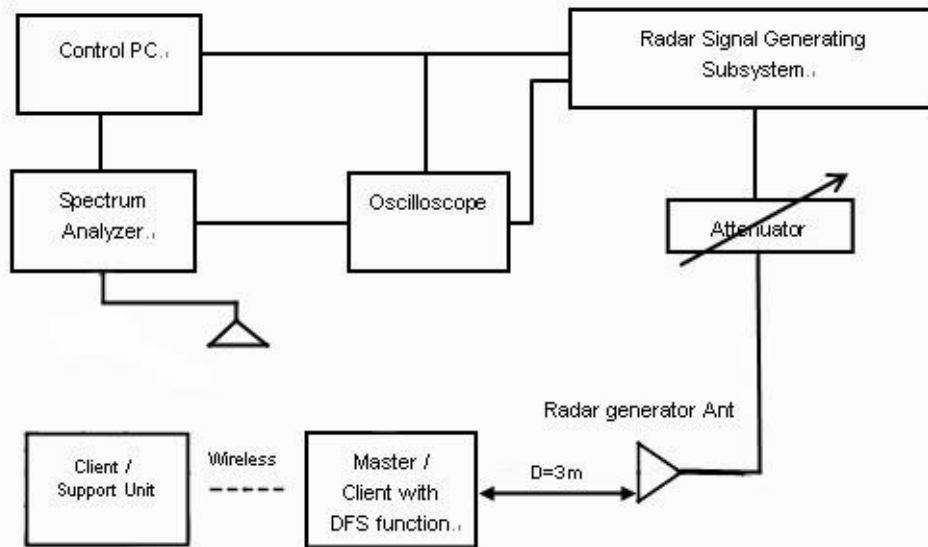 Control PC.
Radar Signal Generating
Subsystem.
Spectrum
Analyzer.
Oscilloscope
Attenuator
Radar generator Ant
Client /
Support Unit
Wireless
Master /
Client with
DFS function.
D=3m